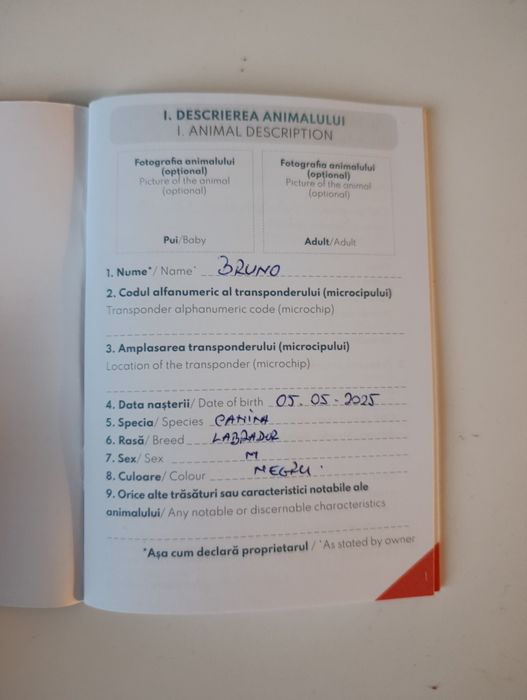 I. DESCRIEREA ANIMALULUI
I. ANIMAL DESCRIPTION
Fotografia animalului
(opțional)
Picture of the animal
(optional)
Pui/Baby
Fotografia animalului
(opțional)
Picture of the animal
(optional)
Adult/Adult
1. Nume*/ Name* BRUNO
2. Codul alfanumeric al transponderului (microcipului)
Transponder alphanumeric code (microchip)
3. Amplasarea transponderului (microcipului)
Location of the transponder (microchip)
4. Data nașterii/ Date of birth 05.05-2025
5. Specia/ Species CANINA
6. Rasă/ Breed LABRADOR
7. Sex/ Sex M
8. Culoare/ Colour NEGRU.
9. Orice alte trăsături sau caracteristici notabile ale
animalului/ Any notable or discernable characteristics
*Așa cum declară proprietarul / *As stated by owner
1